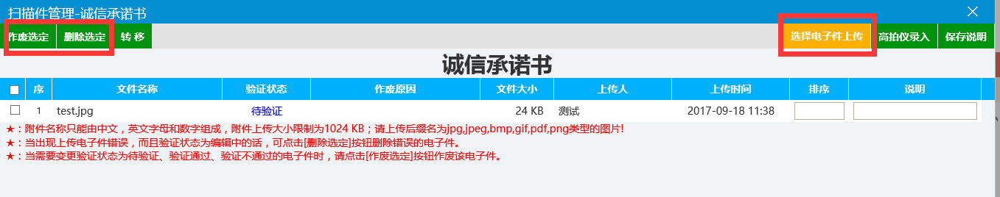 扫描件管理-诚信承诺书
作废选定 删除选定 转 移 选择电子件上传 高拍仪录入 保存说明
诚信承诺书
序 文件名称 验证状态 作废原因 文件大小 上传人 上传时间 排序 说明
1 test.jpg 待验证 24 KB 测试 2017-09-18 11:38
★：附件名称只能由中文，英文字母和数字组成，附件上传大小限制为1024 KB；请上传后缀名为jpg,jpeg,bmp,gif,pdf,png类型的图片!
★：当出现上传电子件错误，而且验证状态为编辑中的话，可点击[删除选定]按钮删除错误的电子件。
★：当需要变更验证状态为待验证、验证通过、验证不通过的电子件时，请点击[作废选定]按钮作废该电子件。